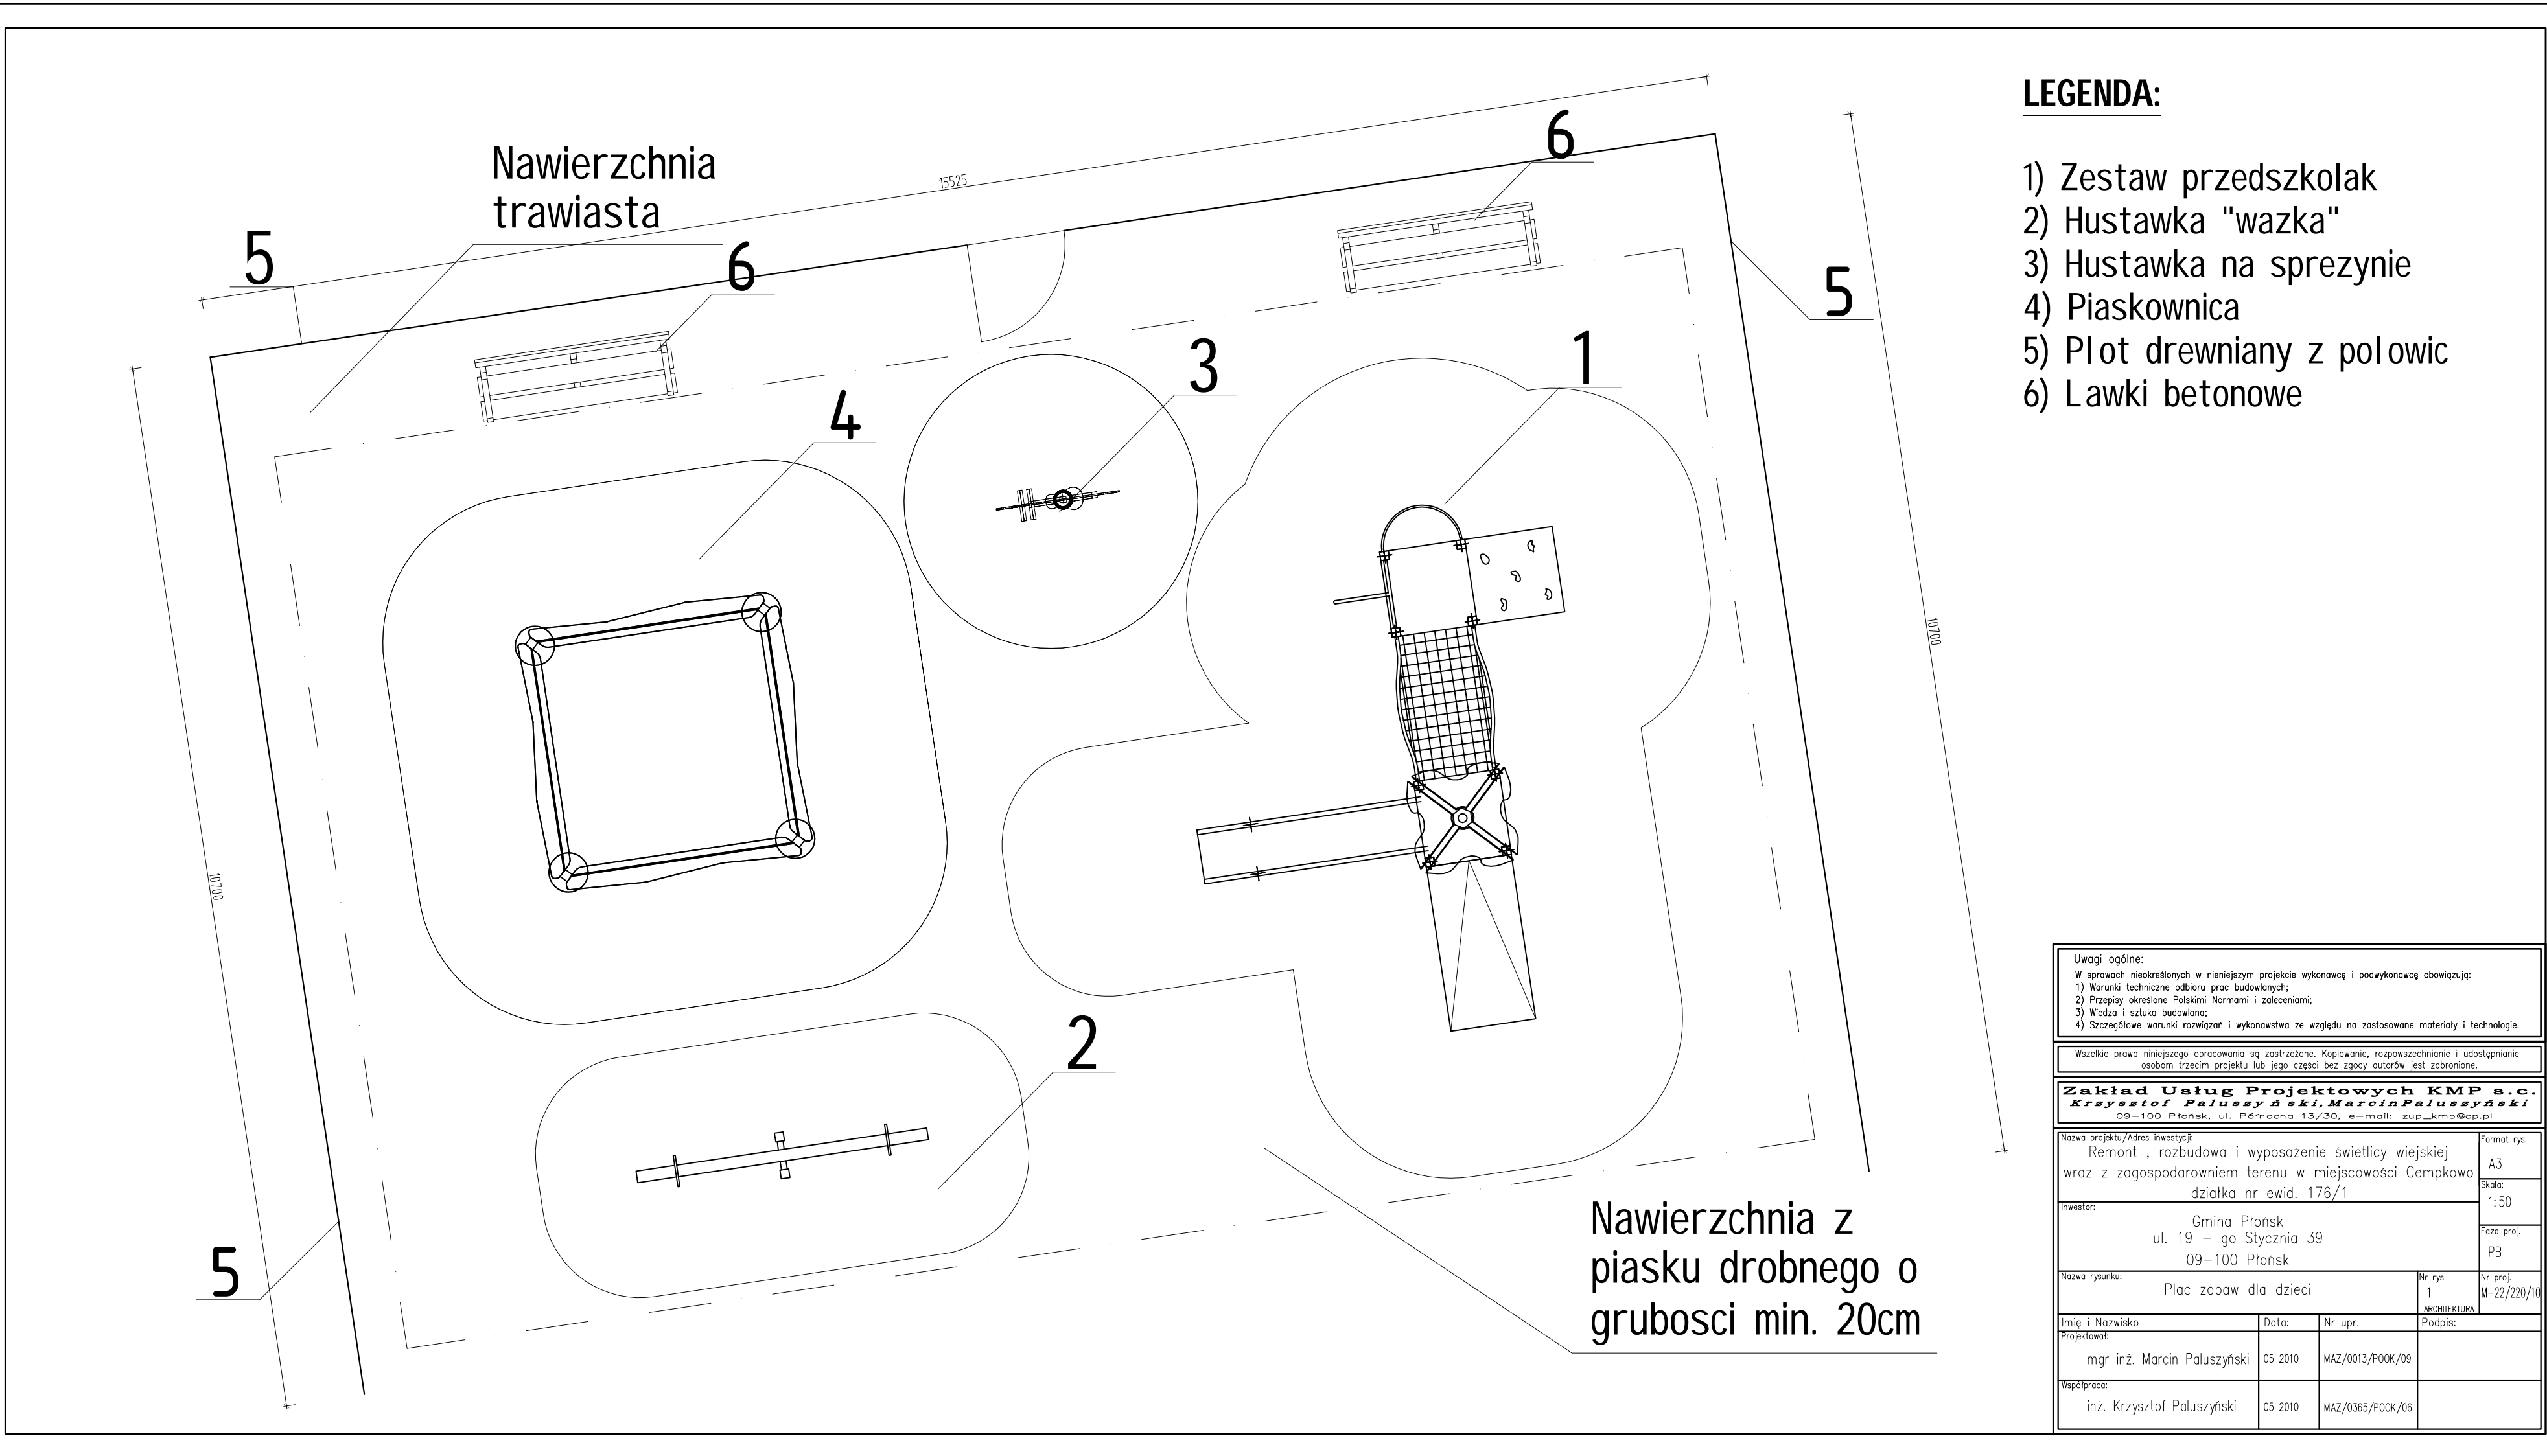 LEGENDA:
1) Zestaw przedszkolak
2) Hustawka "wazka"
3) Hustawka na sprezynie
4) Piaskownica
5) Plot drewniany z polowic
6) Lawki betonowe
Nawierzchnia
trawiasta
15525
6
5
6
5
3
1
4
10700
10700
2
5
Nawierzchnia z
piasku drobnego o
grubosci min. 20cm
Uwagi ogólne:
W sprawach nieokreślonych w nieniejszym projekcie wykonawcę i podwykonawcę obowiązują:
1) Warunki techniczne odbioru prac budowlanych;
2) Przepisy określone Polskimi Normami i zaleceniami;
3) Wiedza i sztuka budowlana;
4) Szczegółowe warunki rozwiązań i wykonawstwa ze względu na zastosowane materiały i technologie.
Wszelkie prawa niniejszego opracowania są zastrzeżone. Kopiowanie, rozpowszechnianie i udostępnianie
osobom trzecim projektu lub jego części bez zgody autorów jest zabronione.
Zakład Usług Projektowych KMP s.c.
Krzysztof Paluszyński, Marcin Paluszyński
09-100 Płońsk, ul. Północna 13/30, e-mail: zup_kmp@op.pl
Nazwa projektu/Adres inwestycji:
Remont , rozbudowa i wyposażenie świetlicy wiejskiej
wraz z zagospodarowniem terenu w miejscowości Cempkowo
działka nr ewid. 176/1
Format rys.
A3
Skala:
1:50
Inwestor:
Gmina Płońsk
ul. 19 - go Stycznia 39
09-100 Płońsk
Faza proj.
PB
Nazwa rysunku:
Plac zabaw dla dzieci
Nr rys.
1
ARCHITEKTURA
Nr proj.
M-22/220/10
Imię i Nazwisko Data: Nr upr. Podpis:
Projektował:
mgr inż. Marcin Paluszyński 05 2010 MAZ/0013/POOK/09
Współpraca:
inż. Krzysztof Paluszyński 05 2010 MAZ/0365/POOK/06